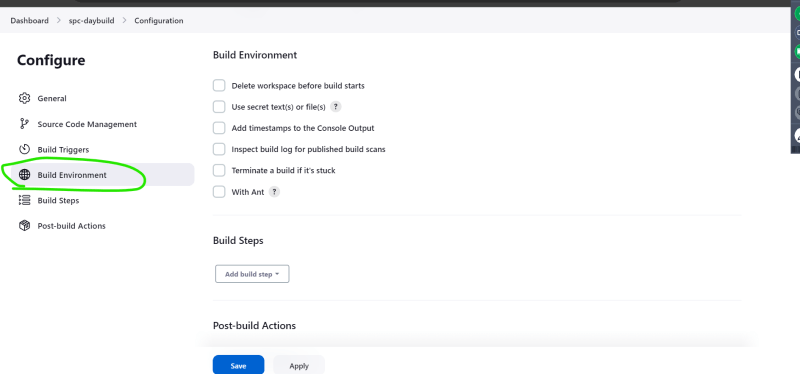 Dashboard > spc-daybuild > Configuration
Configure
General
Source Code Management
Build Triggers
Build Environment
Build Steps
Post-build Actions
Build Environment
Delete workspace before build starts
Use secret text(s) or file(s) ?
Add timestamps to the Console Output
Inspect build log for published build scans
Terminate a build if it's stuck
With Ant ?
Build Steps
Add build step
Post-build Actions
Save
Apply